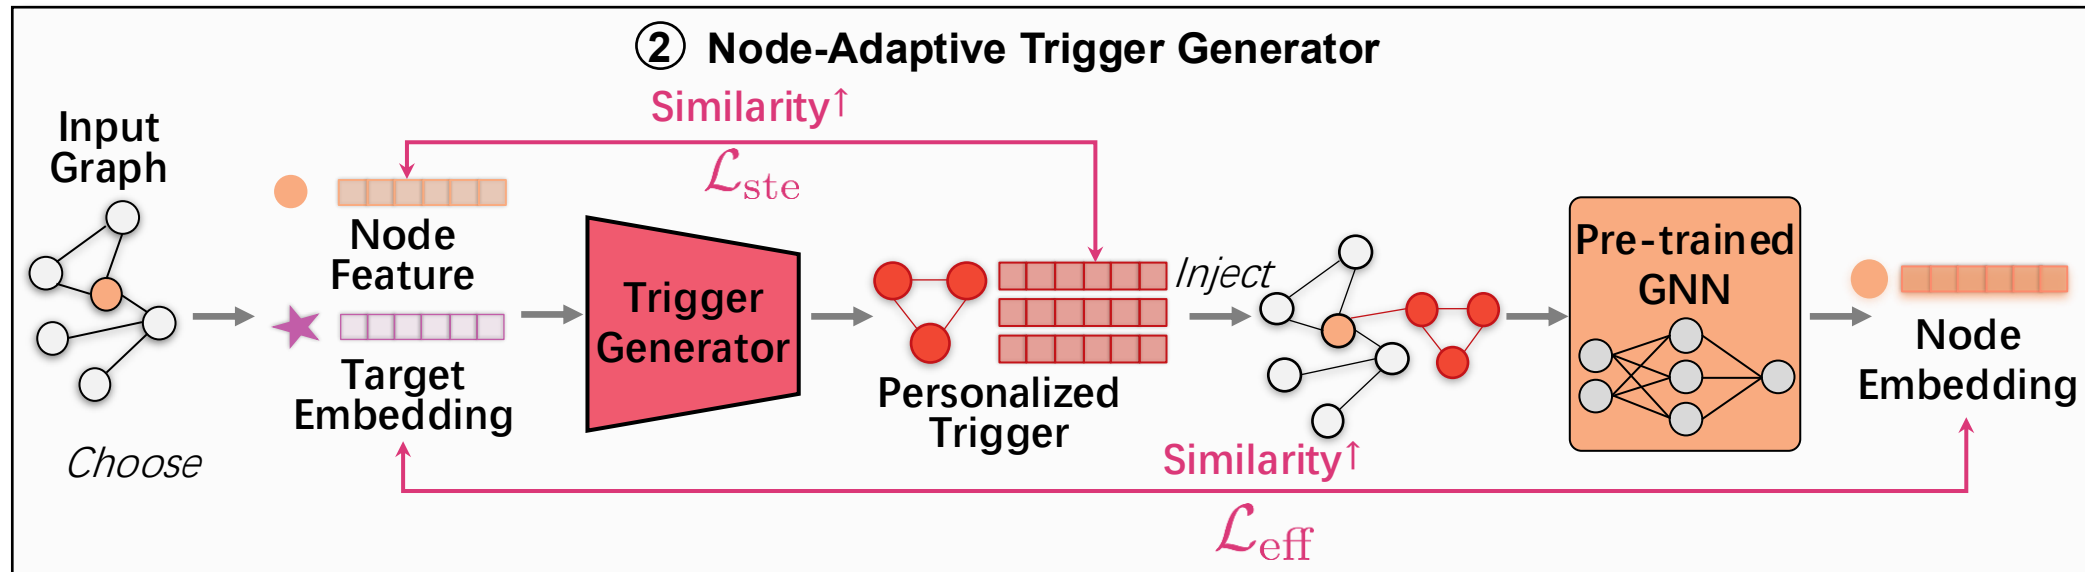 ② Node-Adaptive Trigger Generator
Similarity↑
ℒste
Input
Graph
Choose
Node
Feature
Target
Embedding
Trigger
Generator
Personalized
Trigger
Inject
Pre-trained
GNN
Node
Embedding
Similarity↑
ℒeff